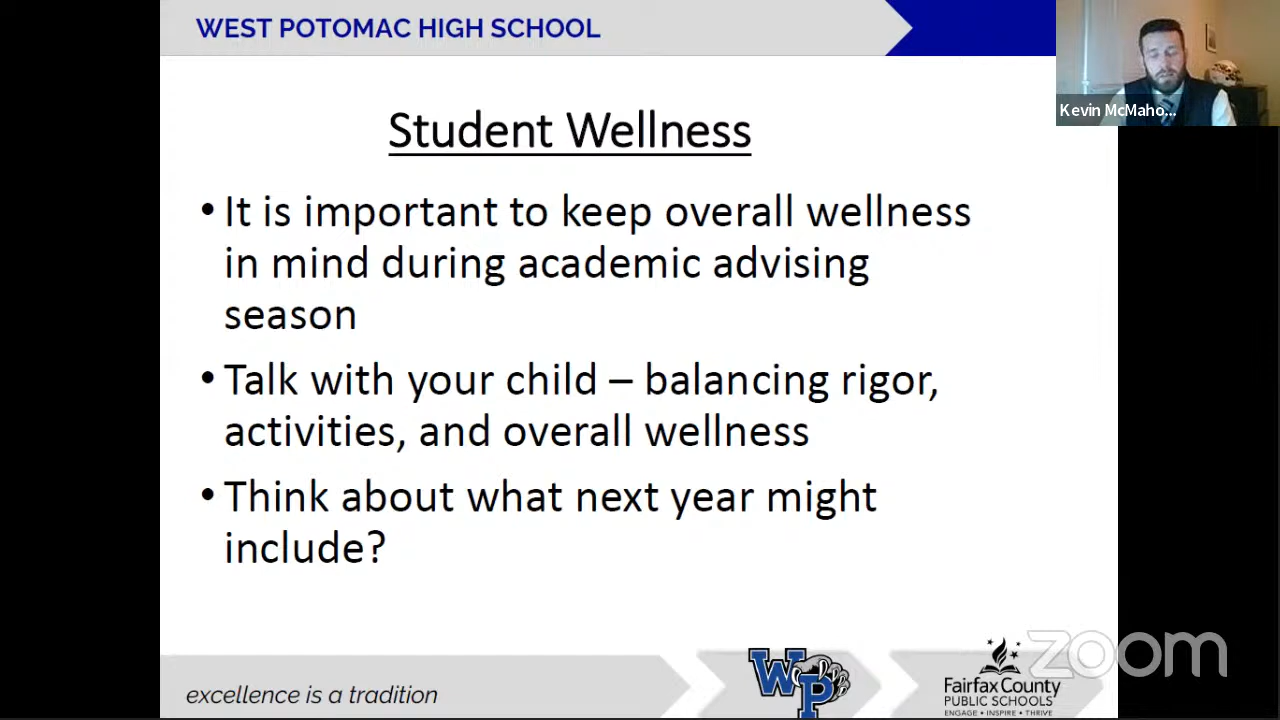 WEST POTOMAC HIGH SCHOOL
Kevin McMaho...
Student Wellness
• It is important to keep overall wellness
in mind during academic advising
season
• Talk with your child – balancing rigor,
activities, and overall wellness
• Think about what next year might
include?
excellence is a tradition
WP
Fairfax County
PUBLIC SCHOOLS
ENGAGE • INSPIRE • THRIVE
zoom